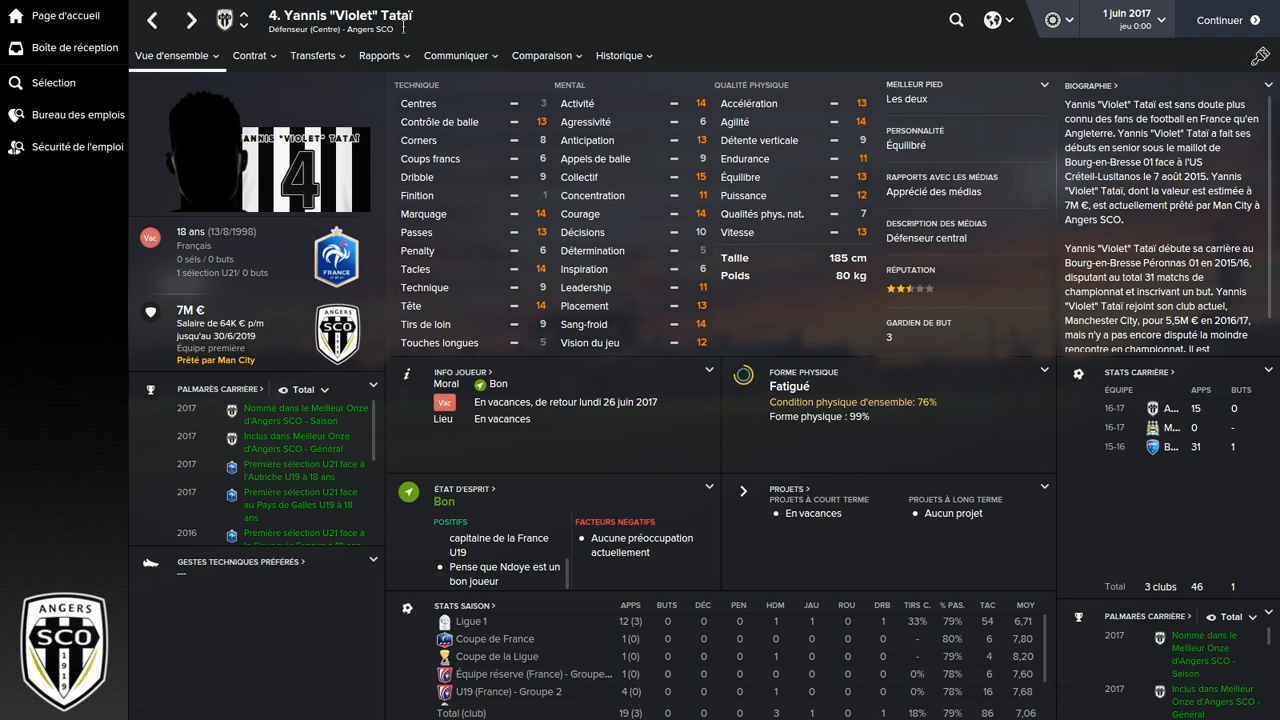 Page d'accueil
Boîte de réception
Sélection
Bureau des emplois
Sécurité de l'emploi
4. Yannis "Violet" Tataï
Défenseur (Centre) - Angers SCO
1 juin 2017
jeu 0:00
Continuer
Vue d'ensemble
Contrat
Transferts
Rapports
Communiquer
Comparaison
Historique
ANNIS "VIOLET" TATAÏ
4
Vac
18 ans (13/8/1998)
Français
0 séls / 0 buts
1 sélection U21/ 0 buts
FRANCE
7M €
Salaire de 64K € p/m
jusqu'au 30/6/2019
Équipe première
Prêté par Man City
ANGERS
SCO
PALMARÈS CARRIÈRE
Total
2017 Nommé dans le Meilleur Onze
d'Angers SCO - Saison
2017 Inclus dans Meilleur Onze
d'Angers SCO - Général
2017 Première sélection U21 face à
l'Autriche U19 à 18 ans
2017 Première sélection U21 face
au Pays de Galles U19 à 18
ans
2016 Première sélection U21 face à
GESTES TECHNIQUES PRÉFÉRÉS
---
ANGERS
SCO
1919
TECHNIQUE
Centres 3
Contrôle de balle 13
Corners 8
Coups francs 6
Dribble 9
Finition 1
Marquage 14
Passes 13
Penalty 6
Tacles 14
Technique 9
Tête 14
Tirs de loin 9
Touches longues 5
MENTAL
Activité 14
Agressivité 6
Anticipation 13
Appels de balle 9
Collectif 15
Concentration 11
Courage 14
Décisions 10
Détermination 5
Inspiration 6
Leadership 11
Placement 13
Sang-froid 14
Vision du jeu 12
QUALITÉ PHYSIQUE
Accélération 13
Agilité 14
Détente verticale 9
Endurance 11
Équilibre 13
Puissance 12
Qualités phys. nat. 7
Vitesse 13
Taille 185 cm
Poids 80 kg
MEILLEUR PIED
Les deux
PERSONNALITÉ
Équilibré
RAPPORTS AVEC LES MÉDIAS
Apprécié des médias
DESCRIPTION DES MÉDIAS
Défenseur central
RÉPUTATION
GARDIEN DE BUT
3
BIOGRAPHIE
Yannis "Violet" Tataï est sans doute plus
connu des fans de football en France qu'en
Angleterre. Yannis "Violet" Tataï a fait ses
débuts en senior sous le maillot de
Bourg-en-Bresse 01 face à l'US
Créteil-Lusitanos le 7 août 2015. Yannis
"Violet" Tataï, dont la valeur est estimée à
7M €, est actuellement prêté par Man City à
Angers SCO.
Yannis "Violet" Tataï débute sa carrière au
Bourg-en-Bresse Péronnas 01 en 2015/16,
disputant au total 31 matchs de
championnat et inscrivant un but. Yannis
"Violet" Tataï rejoint son club actuel,
Manchester City, pour 5,5M € en 2016/17,
mais n'y a pas encore disputé la moindre
rencontre en championnat. Il est
INFO JOUEUR
Moral Bon
Vac En vacances, de retour lundi 26 juin 2017
Lieu En vacances
FORME PHYSIQUE
Fatigué
Condition physique d'ensemble: 76%
Forme physique : 99%
ÉTAT D'ESPRIT
Bon
POSITIFS
capitaine de la France
U19
Pense que Ndoye est un
bon joueur
FACTEURS NÉGATIFS
Aucune préoccupation
actuellement
PROJETS
PROJETS À COURT TERME
En vacances
PROJETS À LONG TERME
Aucun projet
STATS CARRIÈRE
ÉQUIPE APPS BUTS
16-17 A... 15 0
16-17 M... 0 -
15-16 B... 31 1
Total 3 clubs 46 1
STATS SAISON APPS BUTS DÉC PEN HDM JAU ROU DRB TIRS C. % PAS. TAC MOY
Ligue 1 12 (3) 0 0 0 1 1 0 1 33% 79% 54 6,71
Coupe de France 1 (0) 0 0 0 0 0 0 0 - 80% 6 7,80
Coupe de la Ligue 1 (0) 0 0 0 1 0 0 0 - 79% 4 8,20
Équipe réserve (France) - Groupe... 1 (0) 0 0 0 0 0 0 0 0% 78% 6 7,60
U19 (France) - Groupe 2 4 (0) 0 0 0 1 0 0 0 0% 78% 16 7,68
Total (club) 19 (3) 0 0 0 3 1 0 1 18% 79% 86 7,06
PALMARÈS CARRIÈRE
Total
2017 Nommé dans le
Meilleur Onze
d'Angers SCO -
Saison
2017 Inclus dans Meilleur
Onze d'Angers SCO -
Général